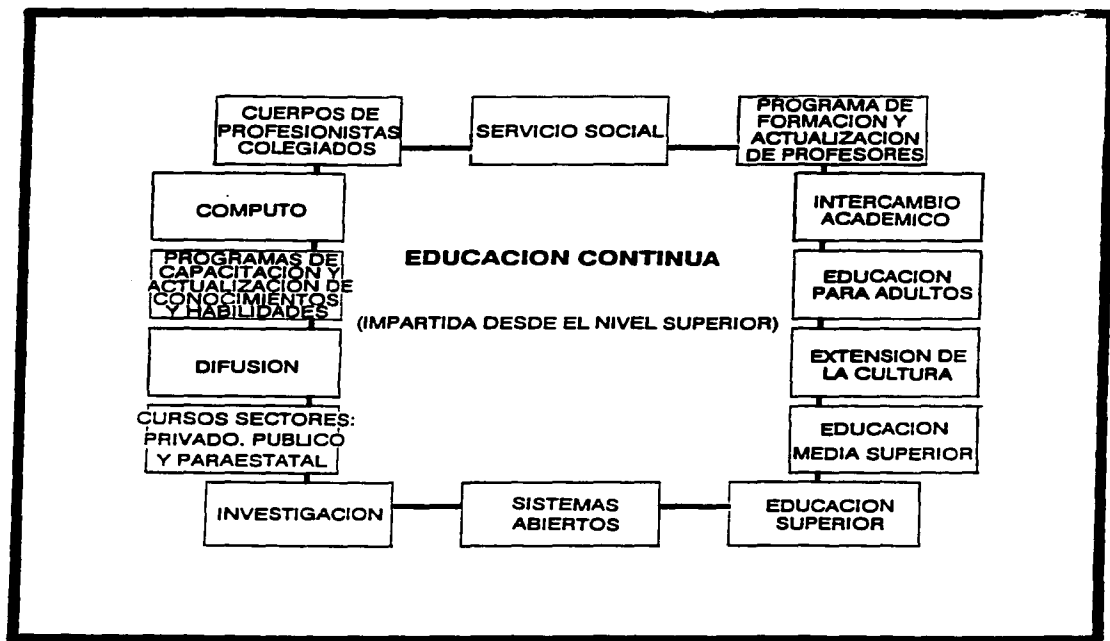 CUERPOS DE
PROFESIONISTAS
COLEGIADOS
SERVICIO SOCIAL
PROGRAMA DE
FORMACION Y
ACTUALIZACION
DE PROFESORES
COMPUTO
INTERCAMBIO
ACADEMICO
PROGRAMAS DE
CAPACITACION Y
ACTUALIZACION DE
CONOCIMIENTOS
Y HABILIDADES
EDUCACION CONTINUA
(IMPARTIDA DESDE EL NIVEL SUPERIOR)
EDUCACION
PARA ADULTOS
DIFUSION
EXTENSION DE
LA CULTURA
CURSOS SECTORES:
PRIVADO. PUBLICO
Y PARAESTATAL
EDUCACION
MEDIA SUPERIOR
INVESTIGACION
SISTEMAS
ABIERTOS
EDUCACION
SUPERIOR